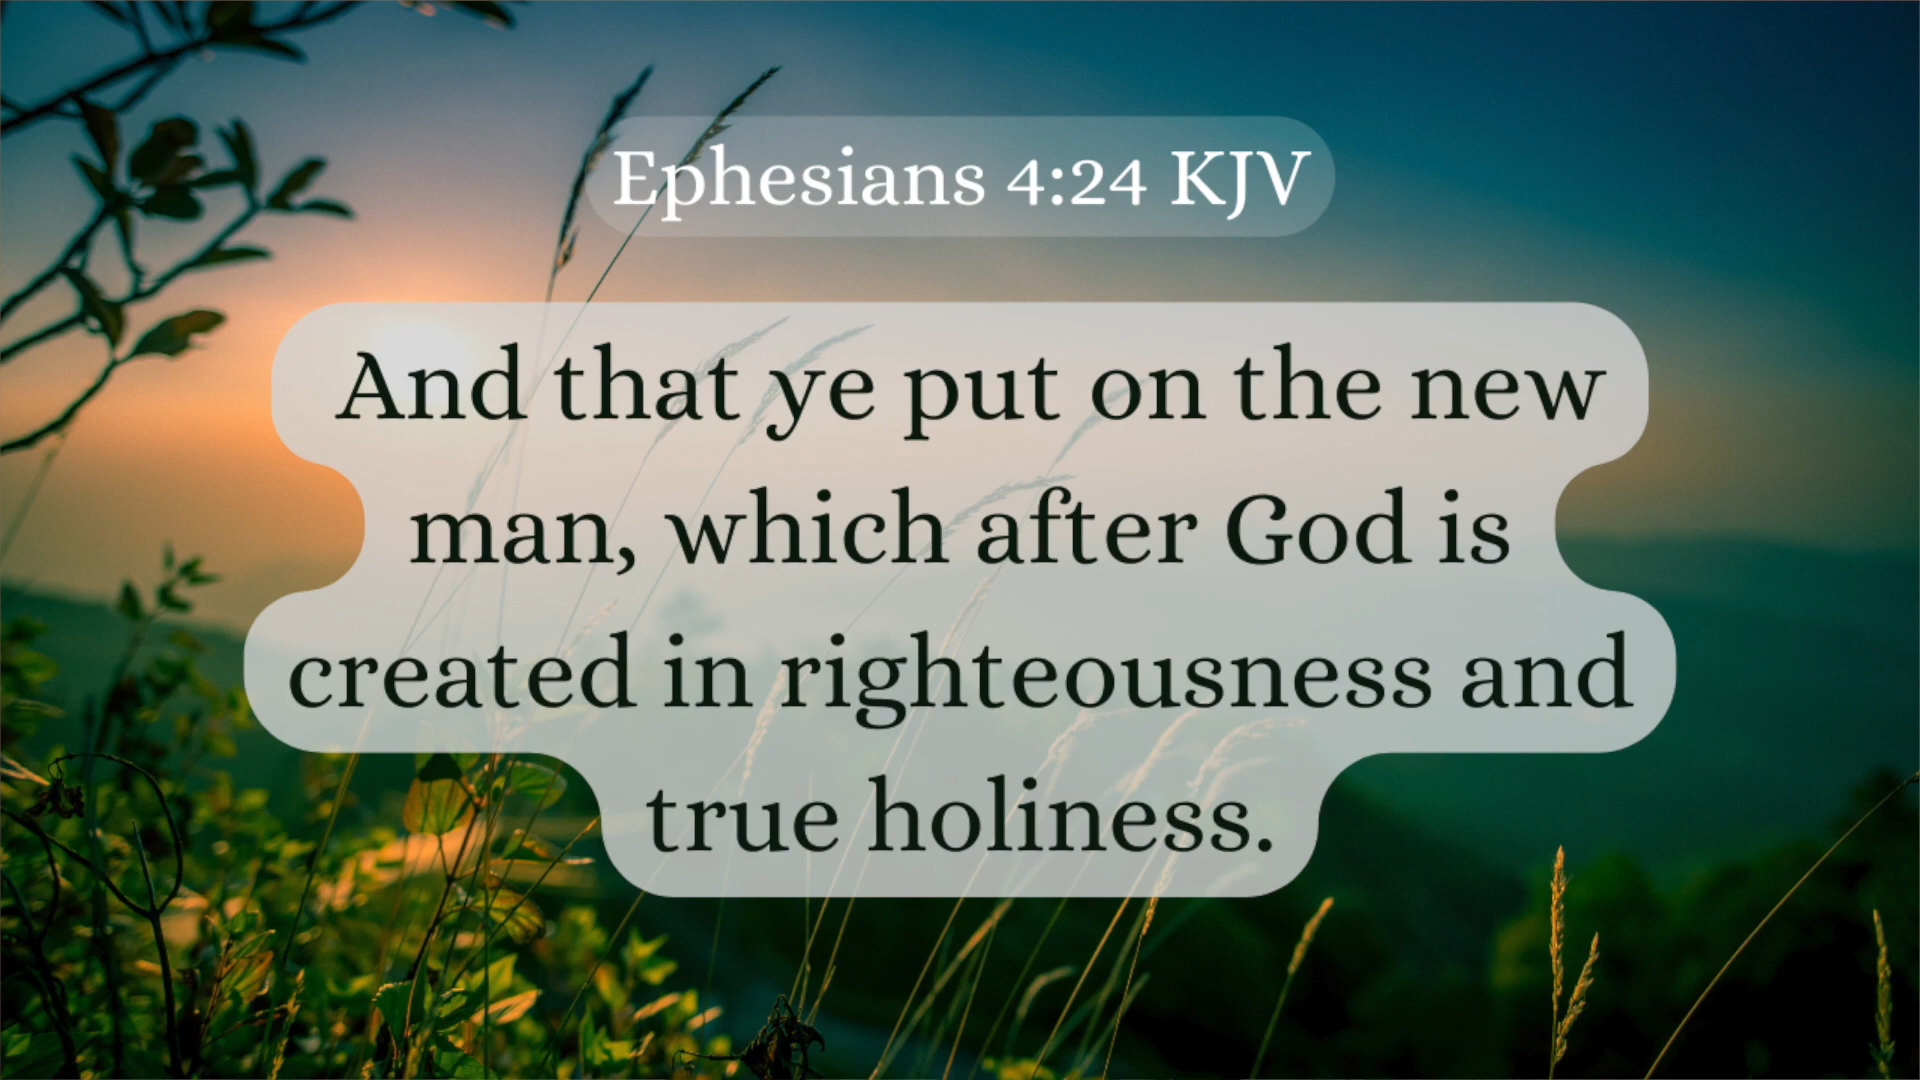 Ephesians 4:24 KJV
And that ye put on the new
man, which after God is
created in righteousness and
true holiness.